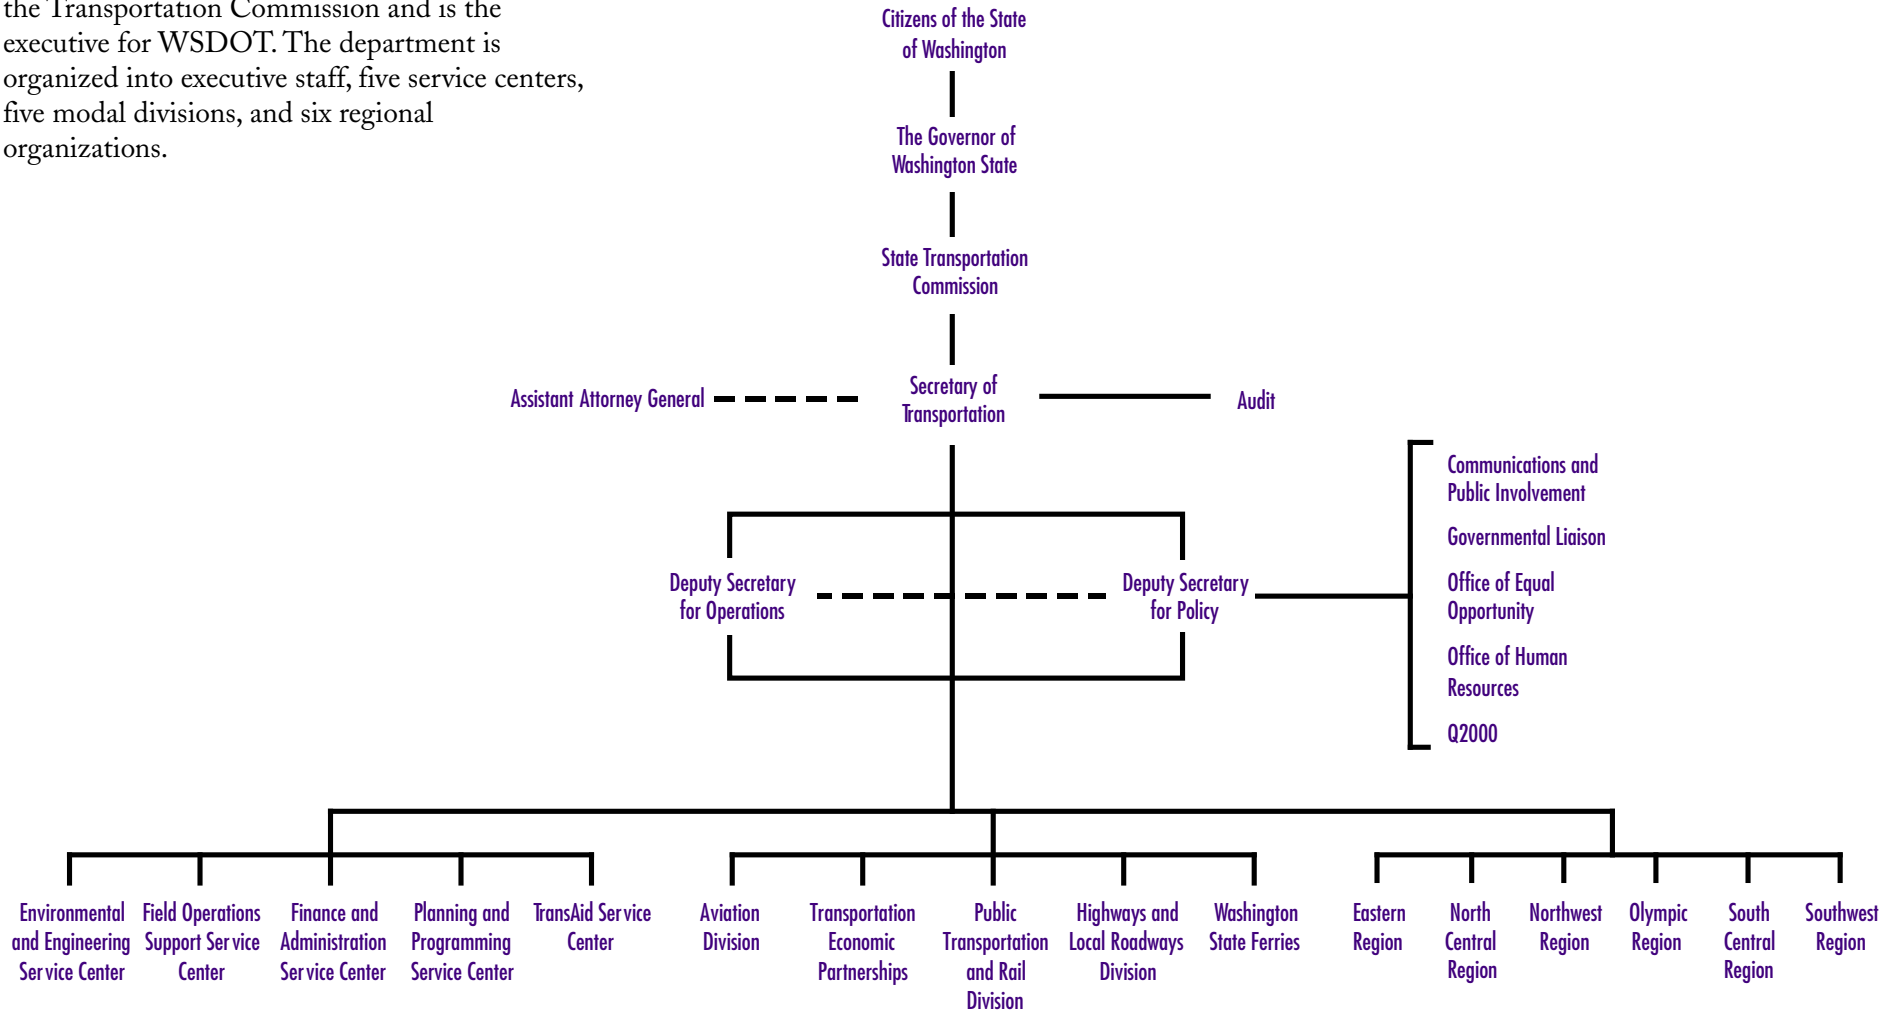 the Transportation Commission and is the
executive for WSDOT. The department is
organized into executive staff, five service centers,
five modal divisions, and six regional
organizations.
Citizens of the State
of Washington
The Governor of
Washington State
State Transportation
Commission
Assistant Attorney General
Secretary of
Transportation
Audit
Deputy Secretary
for Operations
Deputy Secretary
for Policy
Communications and
Public Involvement
Governmental Liaison
Office of Equal
Opportunity
Office of Human
Resources
Q2000
Environmental
and Engineering
Service Center
Field Operations
Support Service
Center
Finance and
Administration
Service Center
Planning and
Programming
Service Center
TransAid Service
Center
Aviation
Division
Transportation
Economic
Partnerships
Public
Transportation
and Rail
Division
Highways and
Local Roadways
Division
Washington
State Ferries
Eastern
Region
North
Central
Region
Northwest
Region
Olympic
Region
South
Central
Region
Southwest
Region